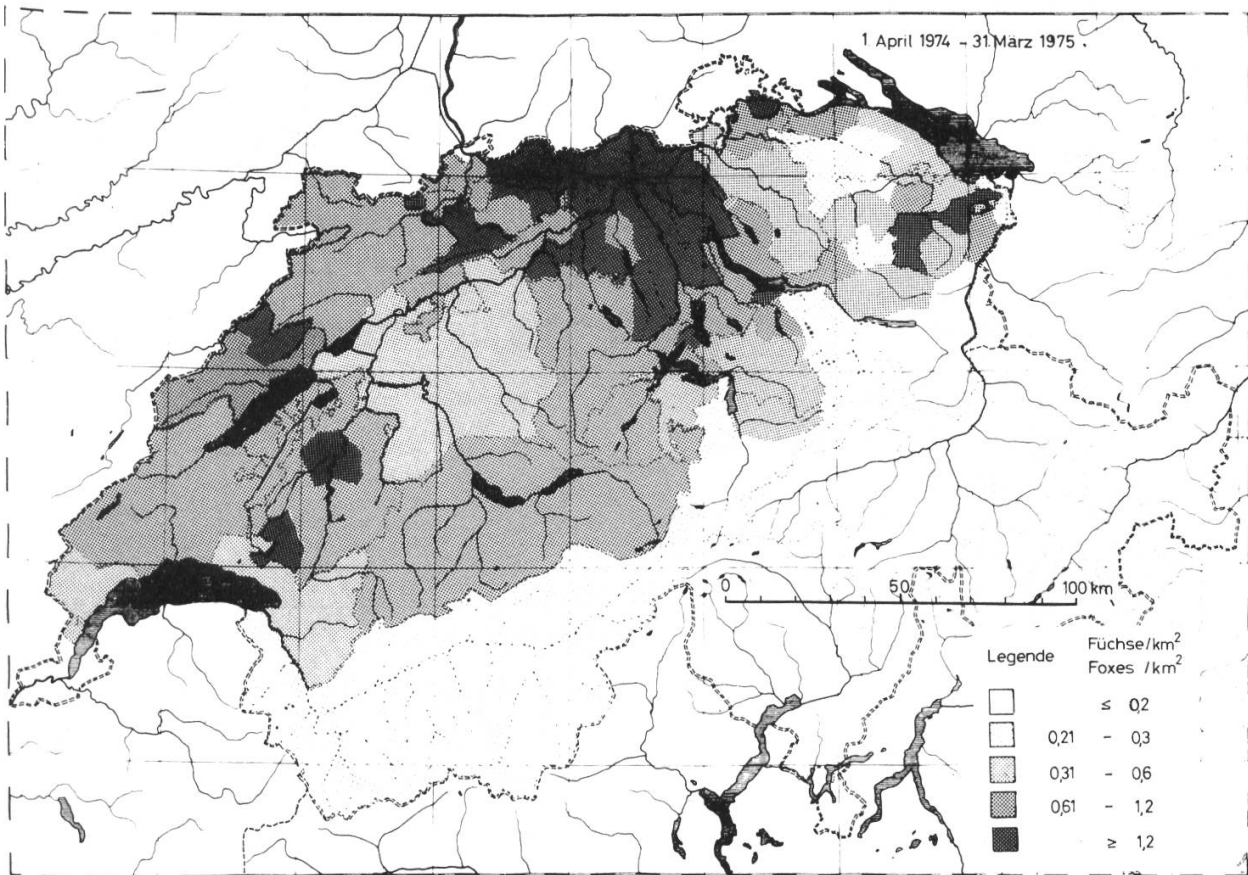 1. April 1974 - 31. März 1975.
0 50 100 km
Legende Füchse/km²
Foxes /km²
≤ 0,2
0,21 - 0,3
0,31 - 0,6
0,61 - 1,2
≥ 1,2